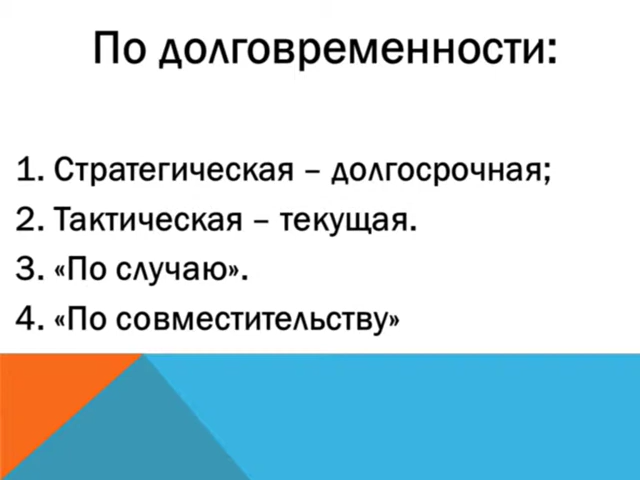 По долговременности:
1. Стратегическая – долгосрочная;
2. Тактическая – текущая.
3. «По случаю».
4. «По совместительству»